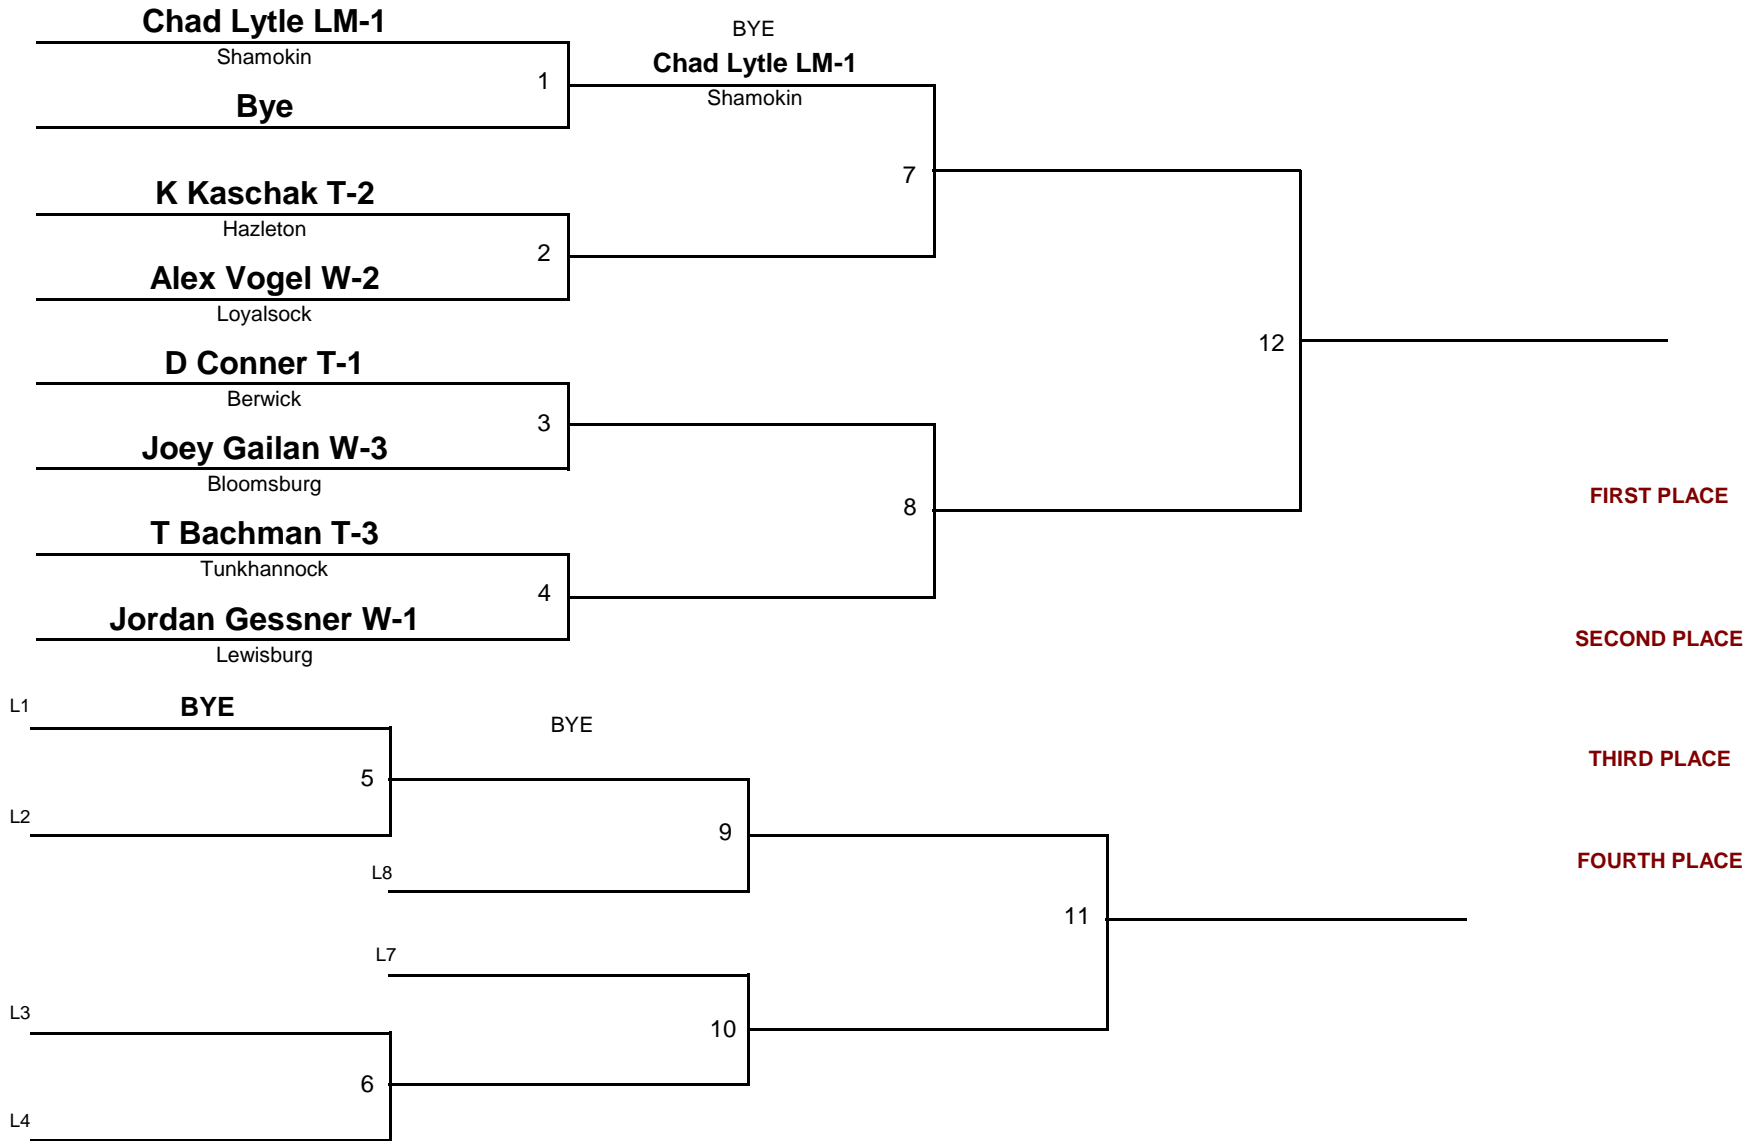 Chad Lytle LM-1
Shamokin
1
Bye
BYE
Chad Lytle LM-1
Shamokin
7
K Kaschak T-2
Hazleton
2
Alex Vogel W-2
Loyalsock
12
D Conner T-1
Berwick
3
Joey Gailan W-3
Bloomsburg
8
T Bachman T-3
Tunkhannock
4
Jordan Gessner W-1
Lewisburg
FIRST PLACE
SECOND PLACE
THIRD PLACE
FOURTH PLACE
L1
BYE
BYE
5
L2
9
L8
11
L7
L3
10
6
L4